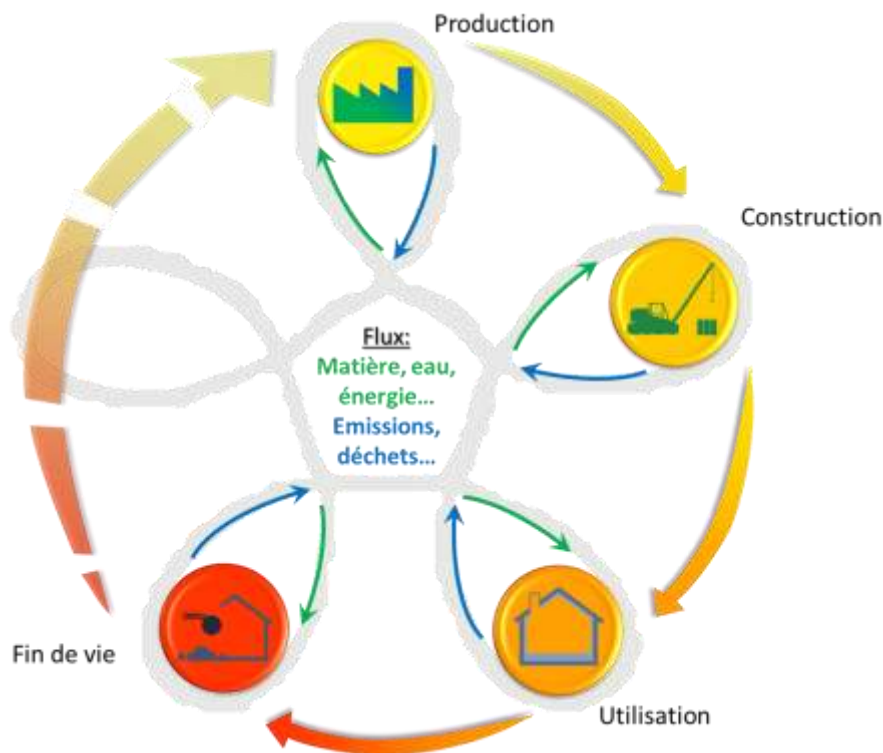 Production
Construction
Flux:
Matière, eau,
énergie...
Emissions,
déchets...
Fin de vie
Utilisation